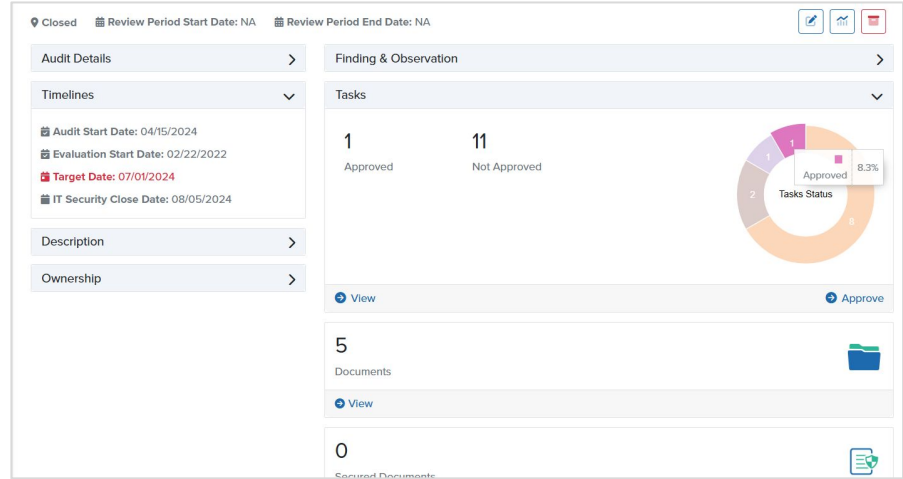 Closed Review Period Start Date: NA Review Period End Date: NA
Audit Details
Timelines
Audit Start Date: 04/15/2024
Evaluation Start Date: 02/22/2022
Target Date: 07/01/2024
IT Security Close Date: 08/05/2024
Description
Ownership
Finding & Observation
Tasks
1
Approved
11
Not Approved
1
1
2
8
Approved 8.3%
Tasks Status
View
Approve
5
Documents
View
0
Secured Documents